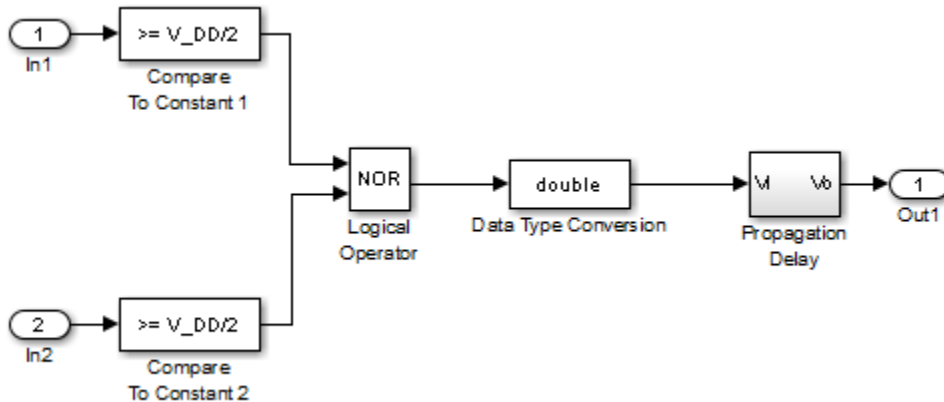 1
In1
>= V_DD/2
Compare
To Constant 1
NOR
Logical
Operator
double
Data Type Conversion
Vi Vo
Propagation
Delay
1
Out1
2
In2
>= V_DD/2
Compare
To Constant 2